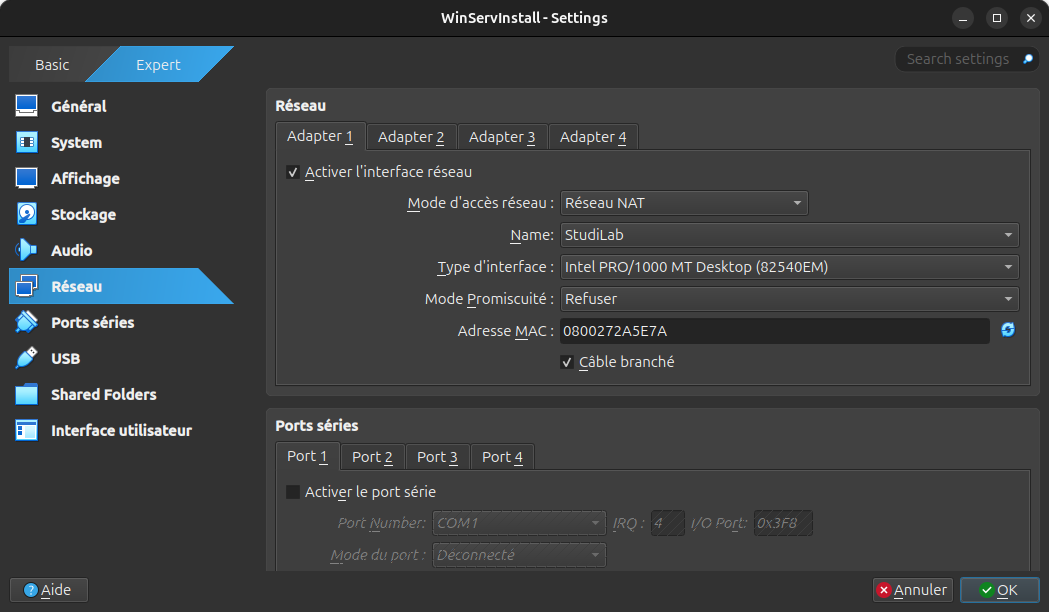 WinServInstall - Settings
Basic
Expert
Search settings
Général
System
Affichage
Stockage
Audio
Réseau
Ports séries
USB
Shared Folders
Interface utilisateur
Réseau
Adapter 1 Adapter 2 Adapter 3 Adapter 4
Activer l'interface réseau
Mode d'accès réseau : Réseau NAT
Name: StudiLab
Type d'interface : Intel PRO/1000 MT Desktop (82540EM)
Mode Promiscuité : Refuser
Adresse MAC : 0800272A5E7A
Câble branché
Ports séries
Port 1 Port 2 Port 3 Port 4
Activer le port série
Port Number: COM1 IRQ : 4 I/O Port: 0x3F8
Mode du port : Déconnecté
Aide
Annuler
OK